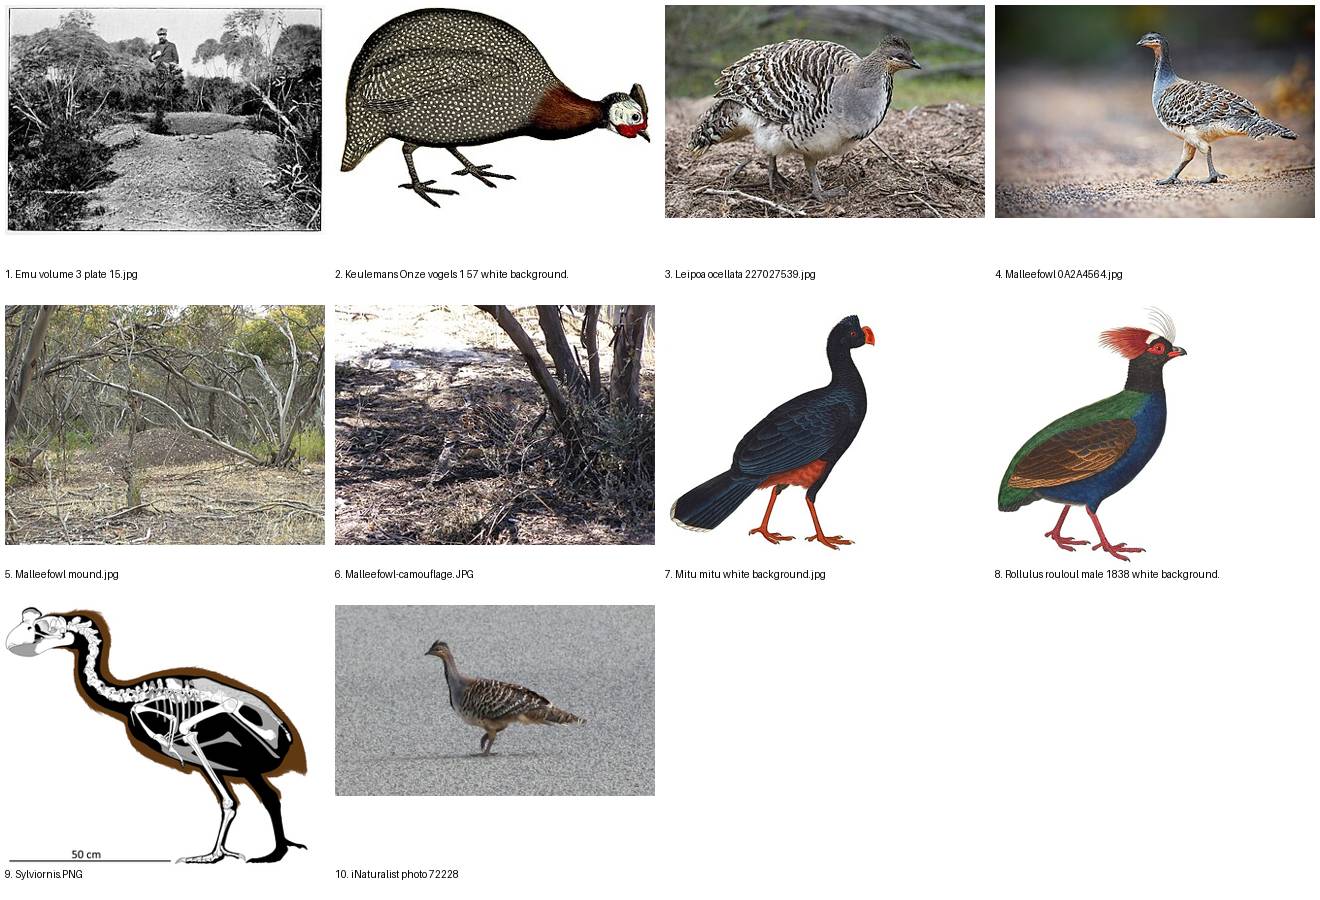 1. Emu volume 3 plate 15.jpg
2. Keulemans Onze vogels 1 57 white background.
3. Leipoa ocellata 227027539.jpg
4. Malleefowl 0A2A4564.jpg
5. Malleefowl mound.jpg
6. Malleefowl-camouflage.JPG
7. Mitu mitu white background.jpg
8. Rollulus rouloul male 1838 white background.
50 cm
9. Sylviornis.PNG
10. iNaturalist photo 72228